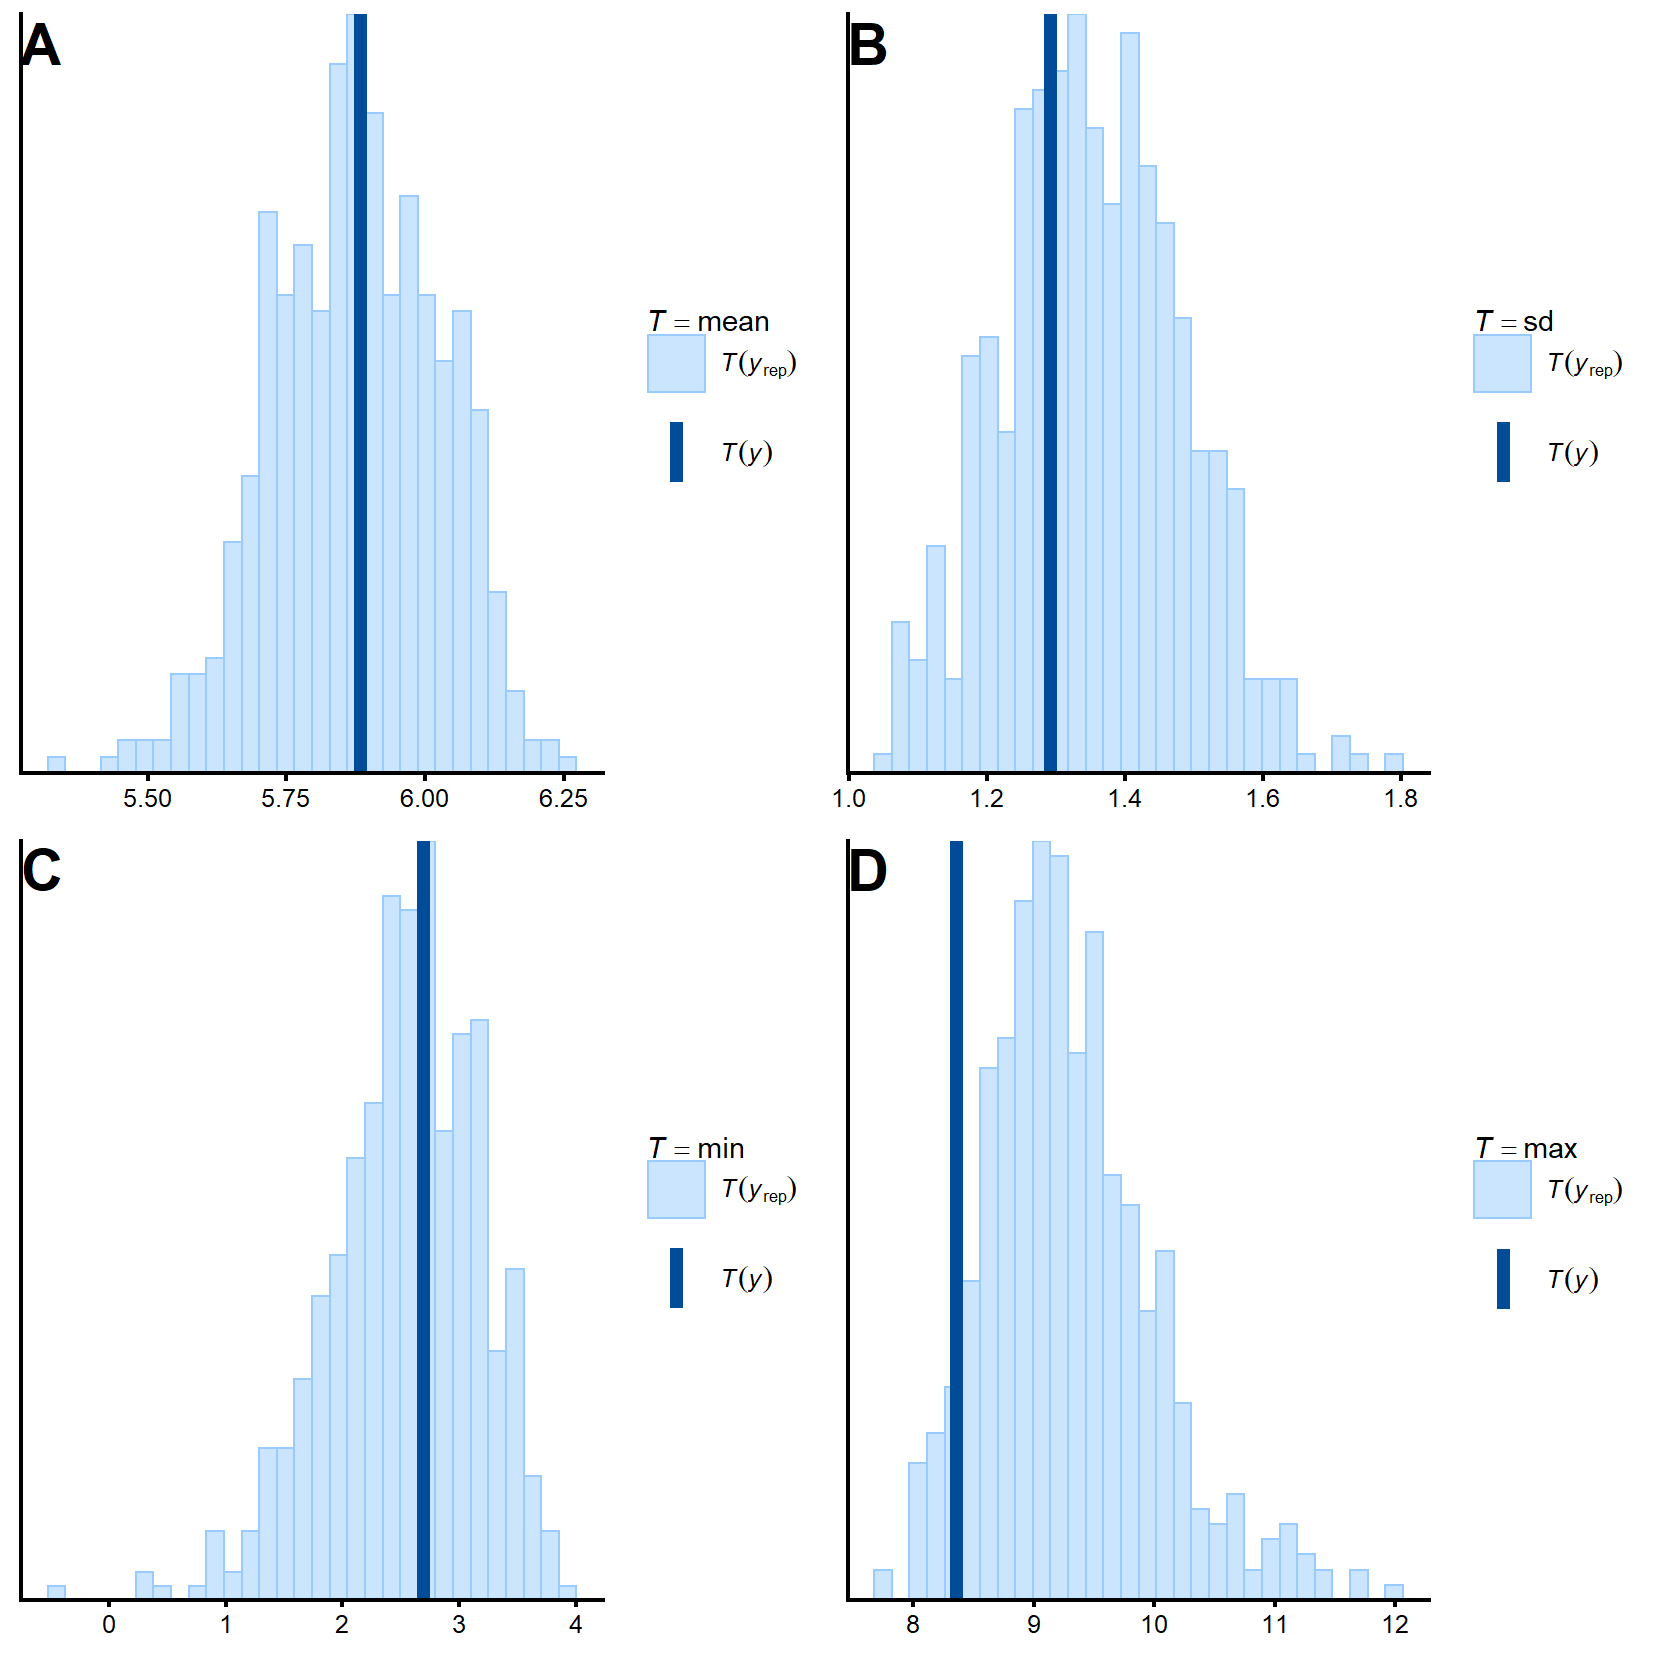 A
T = mean
T(yrep)
T(y)
5.50 5.75 6.00 6.25
B
T = sd
T(yrep)
T(y)
1.0 1.2 1.4 1.6 1.8
C
T = min
T(yrep)
T(y)
0 1 2 3 4
D
T = max
T(yrep)
T(y)
8 9 10 11 12